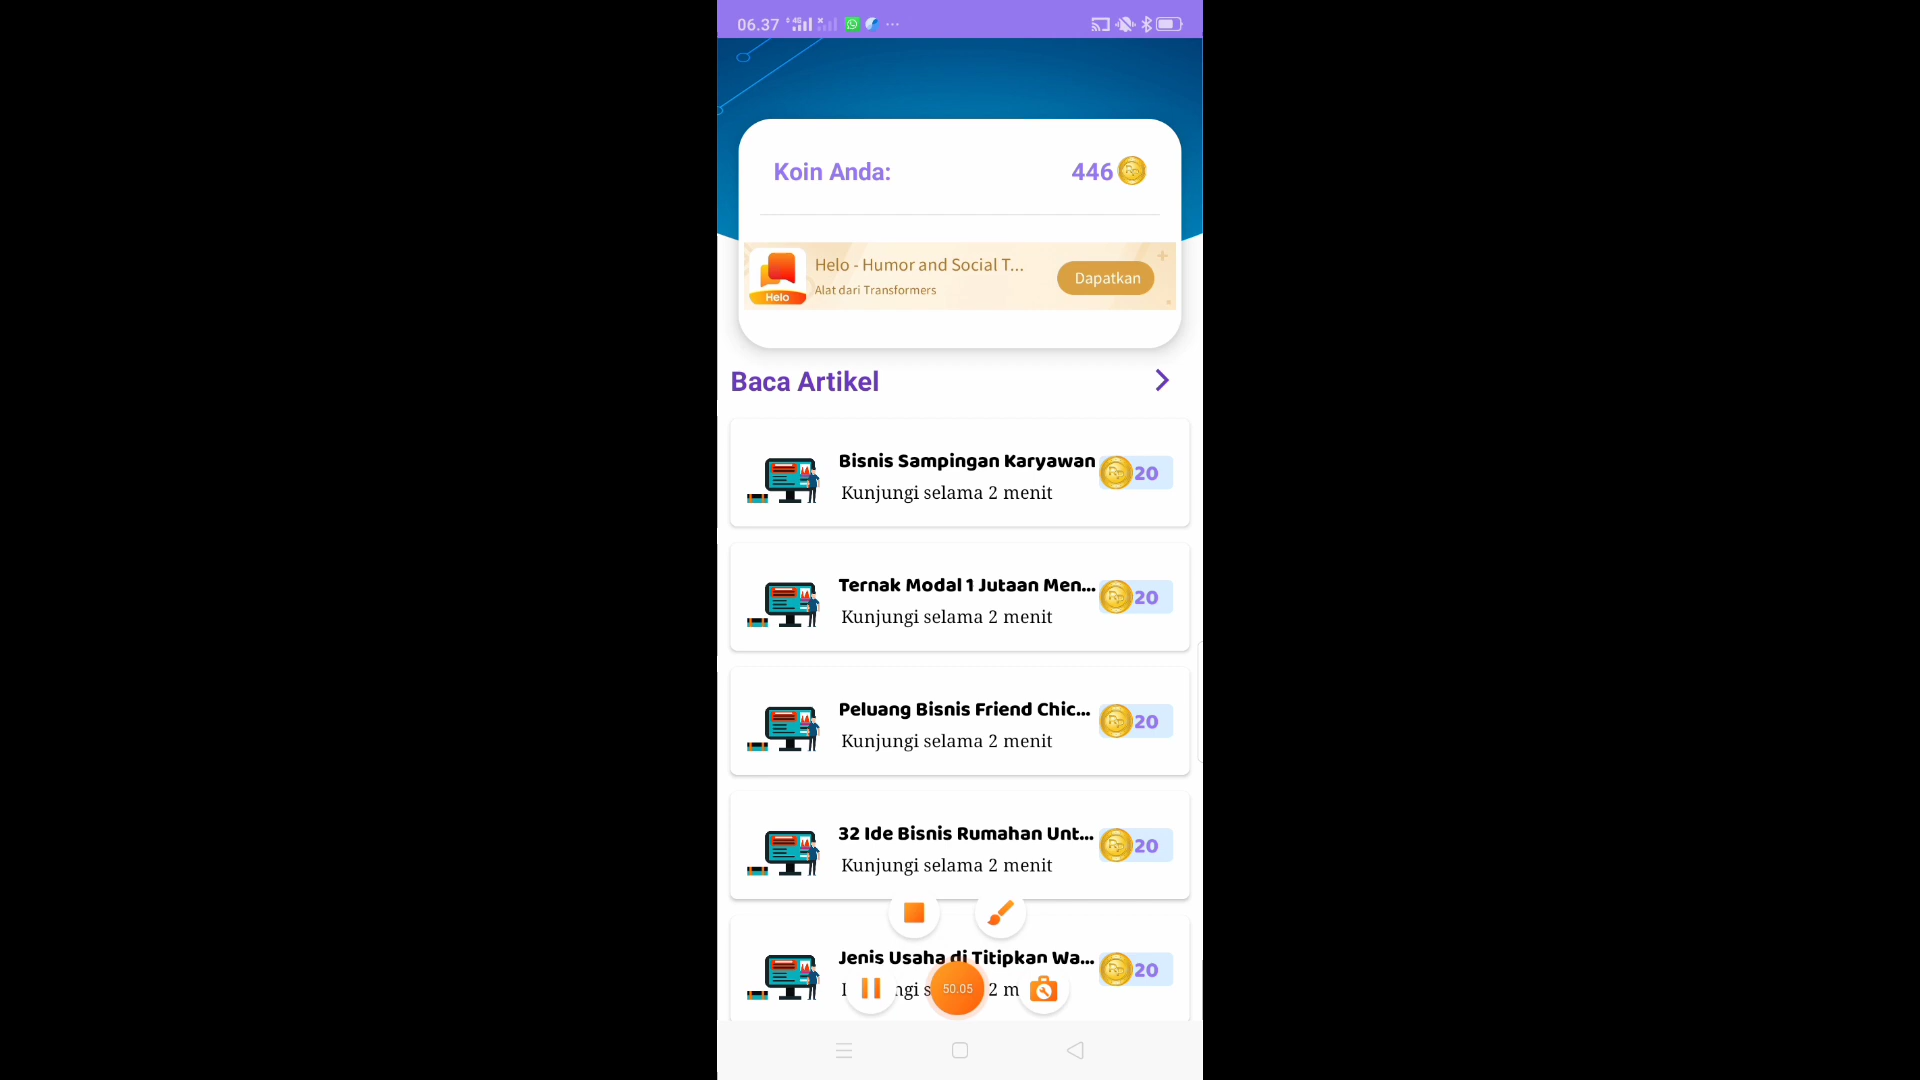 06.37
Koin Anda: 446
Helo - Humor and Social T...
Alat dari Transformers
Dapatkan
Helo
Baca Artikel
Bisnis Sampingan Karyawan
Kunjungi selama 2 menit
20
Ternak Modal 1 Jutaan Men...
Kunjungi selama 2 menit
20
Peluang Bisnis Friend Chic...
Kunjungi selama 2 menit
20
32 Ide Bisnis Rumahan Unt...
Kunjungi selama 2 menit
20
Jenis Usaha di Titipkan Wa...
20
50.05